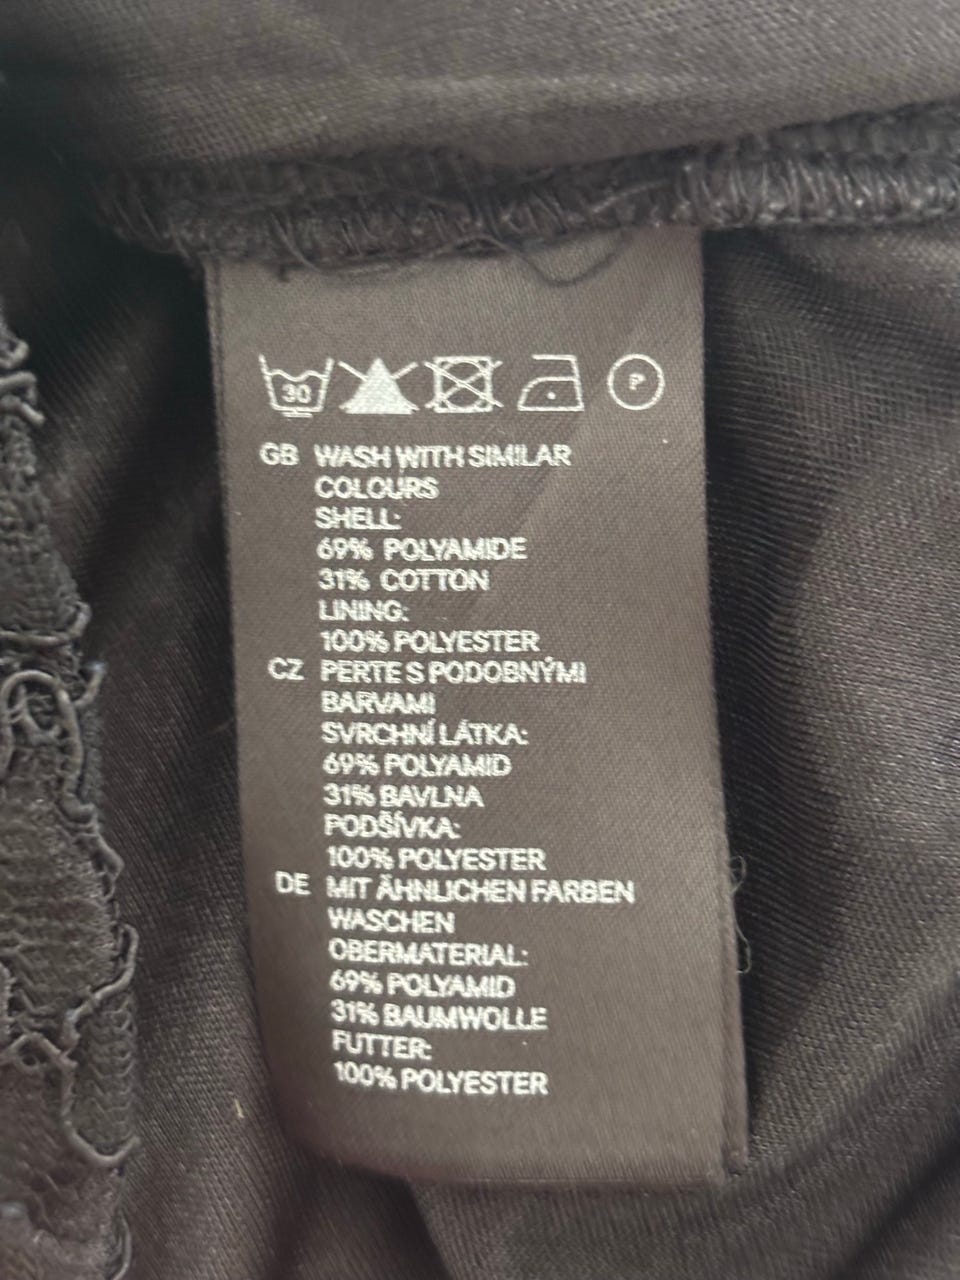 30 P
GB WASH WITH SIMILAR
COLOURS
SHELL:
69% POLYAMIDE
31% COTTON
LINING:
100% POLYESTER
CZ PERTE S PODOBNÝMI
BARVAMI
SVRCHNÍ LÁTKA:
69% POLYAMID
31% BAVLNA
PODŠÍVKA:
100% POLYESTER
DE MIT ÄHNLICHEN FARBEN
WASCHEN
OBERMATERIAL:
69% POLYAMID
31% BAUMWOLLE
FUTTER:
100% POLYESTER